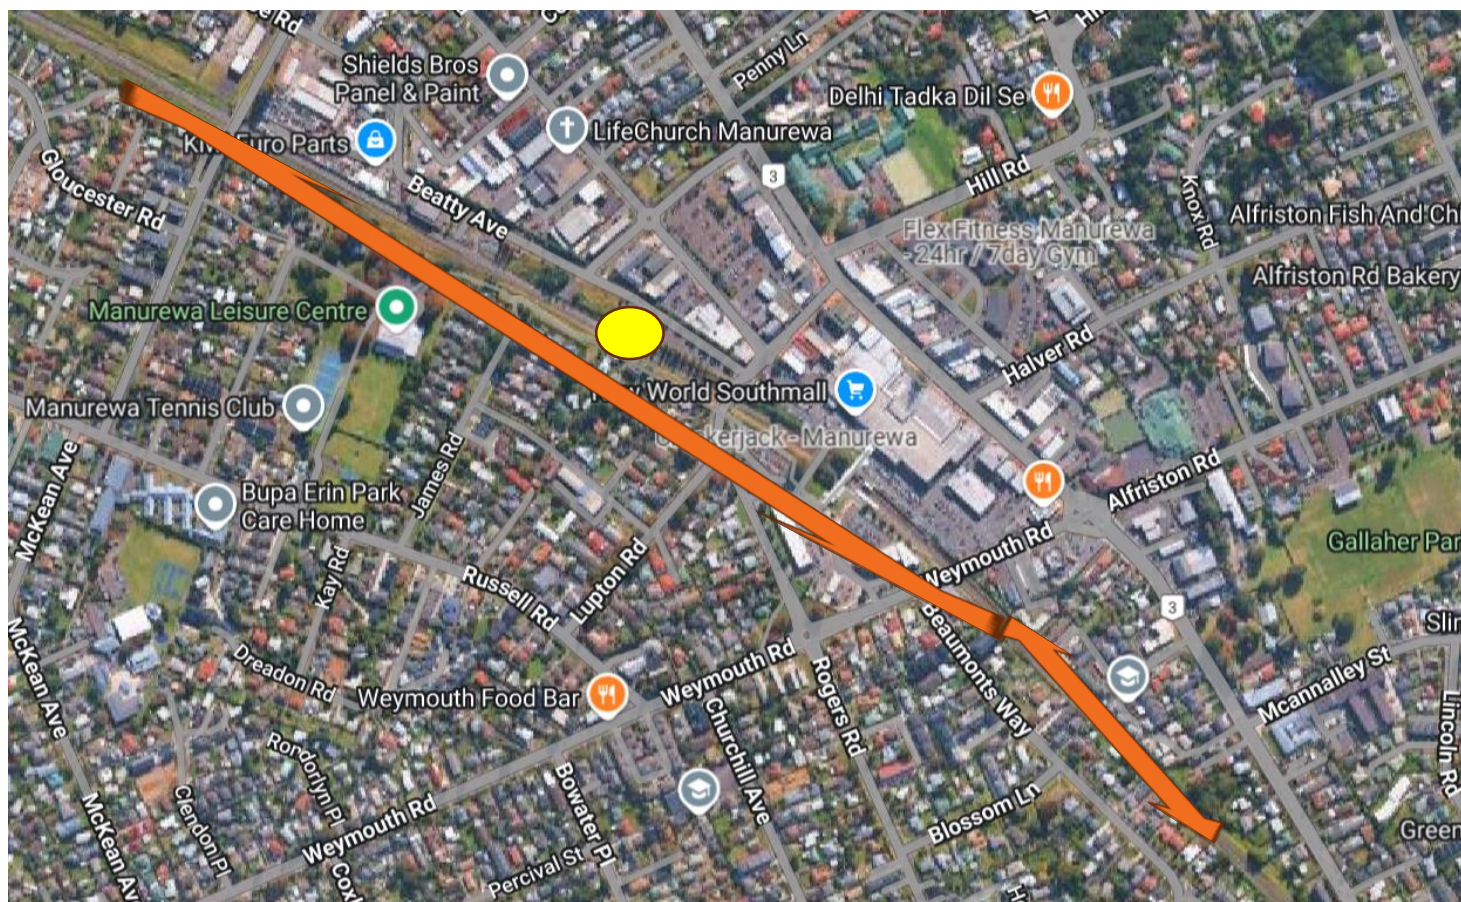 Shields Bros
Panel & Paint
Penny Ln
Delhi Tadka Dil Se
LifeChurch Manurewa
Euro Parts
3
Gloucester Rd
Beatty Ave
Hill Rd
Knox Rd
Alfriston Fish And Chi
Flex Fitness Manurewa
- 24hr / 7day Gym
Alfriston Rd Bakery
Manurewa Leisure Centre
Halver Rd
World Southmall
Manurewa Tennis Club
kerjack - Manurewa
James Rd
Alfriston Rd
McKean Ave
Bupa Erin Park
Care Home
Weymouth Rd
Gallaher Par
Kay Rd
Russell Rd
Lupton Rd
3
McKean Ave
Beaumonts Way
Dreadon Rd
Weymouth Rd
Rogers Rd
Mcannalley St
Weymouth Food Bar
Lincoln Rd
Churchill Ave
Rondorlyn Pl
Clendon Pl
McKean Av
Weymouth Rd
Bowater Pl
Blossom Ln
Green
Percival St
Cox